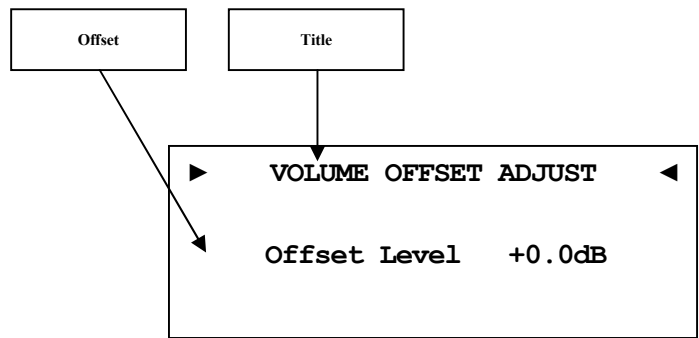 Offset
Title
► VOLUME OFFSET ADJUST ◄
Offset Level +0.0dB